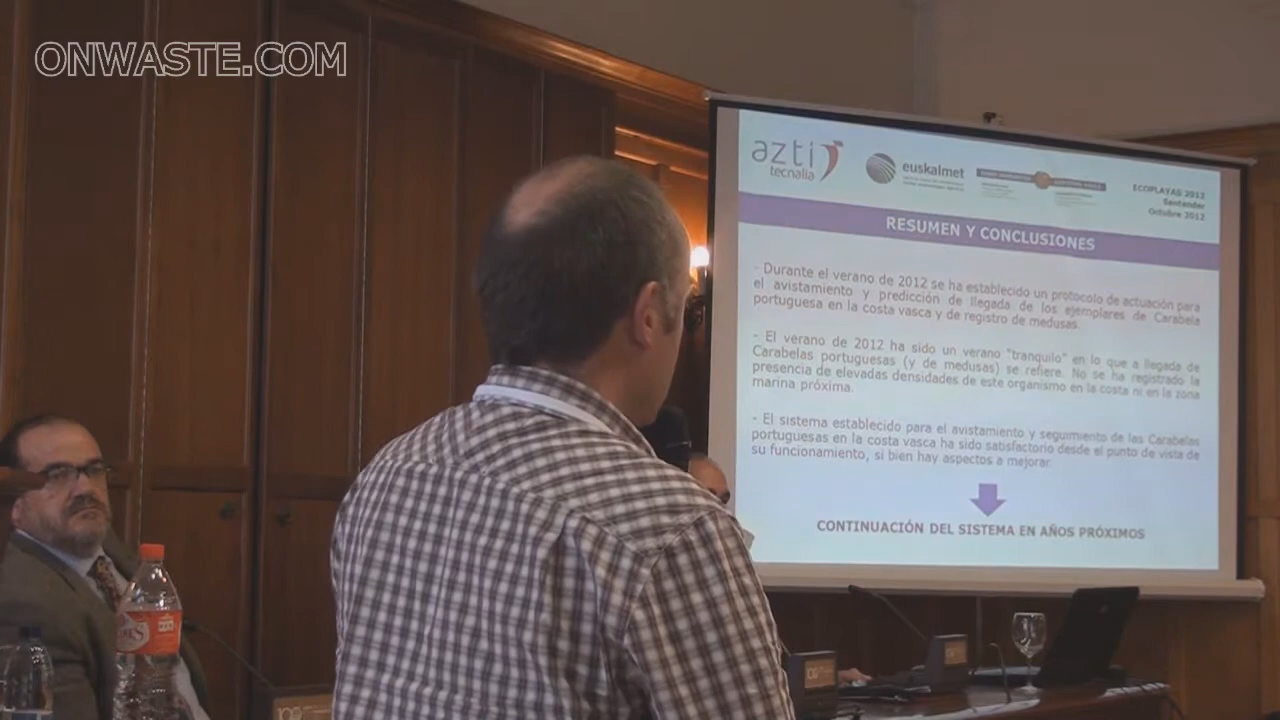 ONWASTE.COM
azti
tecnalia
euskalmet
ECOPLAYAS 2012
Santander
Octubre 2012
RESUMEN Y CONCLUSIONES
- Durante el verano de 2012 se ha establecido un protocolo de actuación para
el avistamiento y predicción de llegada de los ejemplares de Carabela
portuguesa en la costa vasca y de registro de medusas.
- El verano de 2012 ha sido un verano "tranquilo" en lo que a llegada de
Carabelas portuguesas (y de medusas) se refiere. No se ha registrado la
presencia de elevadas densidades de este organismo en la costa ni en la zona
marina próxima.
- El sistema establecido para el avistamiento y seguimiento de las Carabelas
portuguesas en la costa vasca ha sido satisfactorio desde el punto de vista de
su funcionamiento, si bien hay aspectos a mejorar.
CONTINUACIÓN DEL SISTEMA EN AÑOS PRÓXIMOS